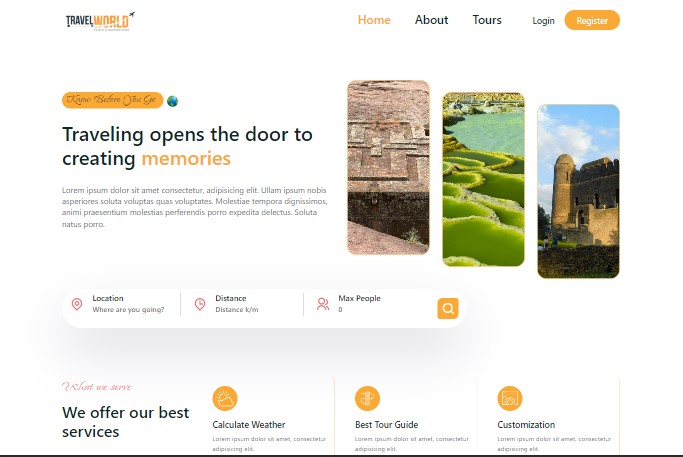 TRAVEL WORLD
Home
About
Tours
Login
Register
Know Before You Go
Traveling opens the door to
creating memories
Lorem ipsum dolor sit amet consectetur, adipisicing elit. Ullam ipsum nobis
asperiores soluta voluptas quas voluptates. Molestiae tempora dignissimos,
animi praesentium molestias perferendis porro expedita delectus. Soluta
natus porro.
Location
Where are you going?
Distance
Distance k/m
Max People
0
What we serve
We offer our best
services
Calculate Weather
Lorem ipsum dolor sit amet, consectetur
adipisicing elit.
Best Tour Guide
Lorem ipsum dolor sit amet, consectetur
adipisicing elit.
Customization
Lorem ipsum dolor sit amet, consectetur
adipisicing elit.